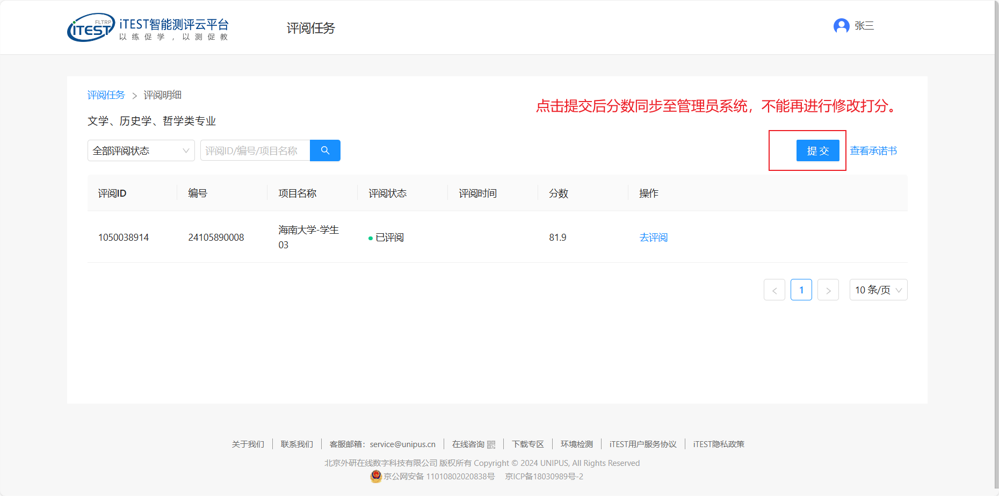 FLTRP
iTEST
iTEST智能测评云平台
以练促学，以测促教
评阅任务
张三
评阅任务 > 评阅明细
点击提交后分数同步至管理员系统，不能再进行修改打分。
文学、历史学、哲学类专业
全部评阅状态
评阅ID/编号/项目名称
提 交
查看承诺书
评阅ID 编号 项目名称 评阅状态 评阅时间 分数 操作
1050038914 24105890008 海南大学-学生03 已评阅 81.9 去评阅
< 1 > 10 条/页
关于我们 联系我们 客服邮箱：service@unipus.cn 在线咨询 下载专区 环境检测 iTEST用户服务协议 iTEST隐私政策
北京外研在线数字科技有限公司 版权所有 Copyright © 2024 UNIPUS, All Rights Reserved
京公网安备 11010802020838号 京ICP备18030989号-2